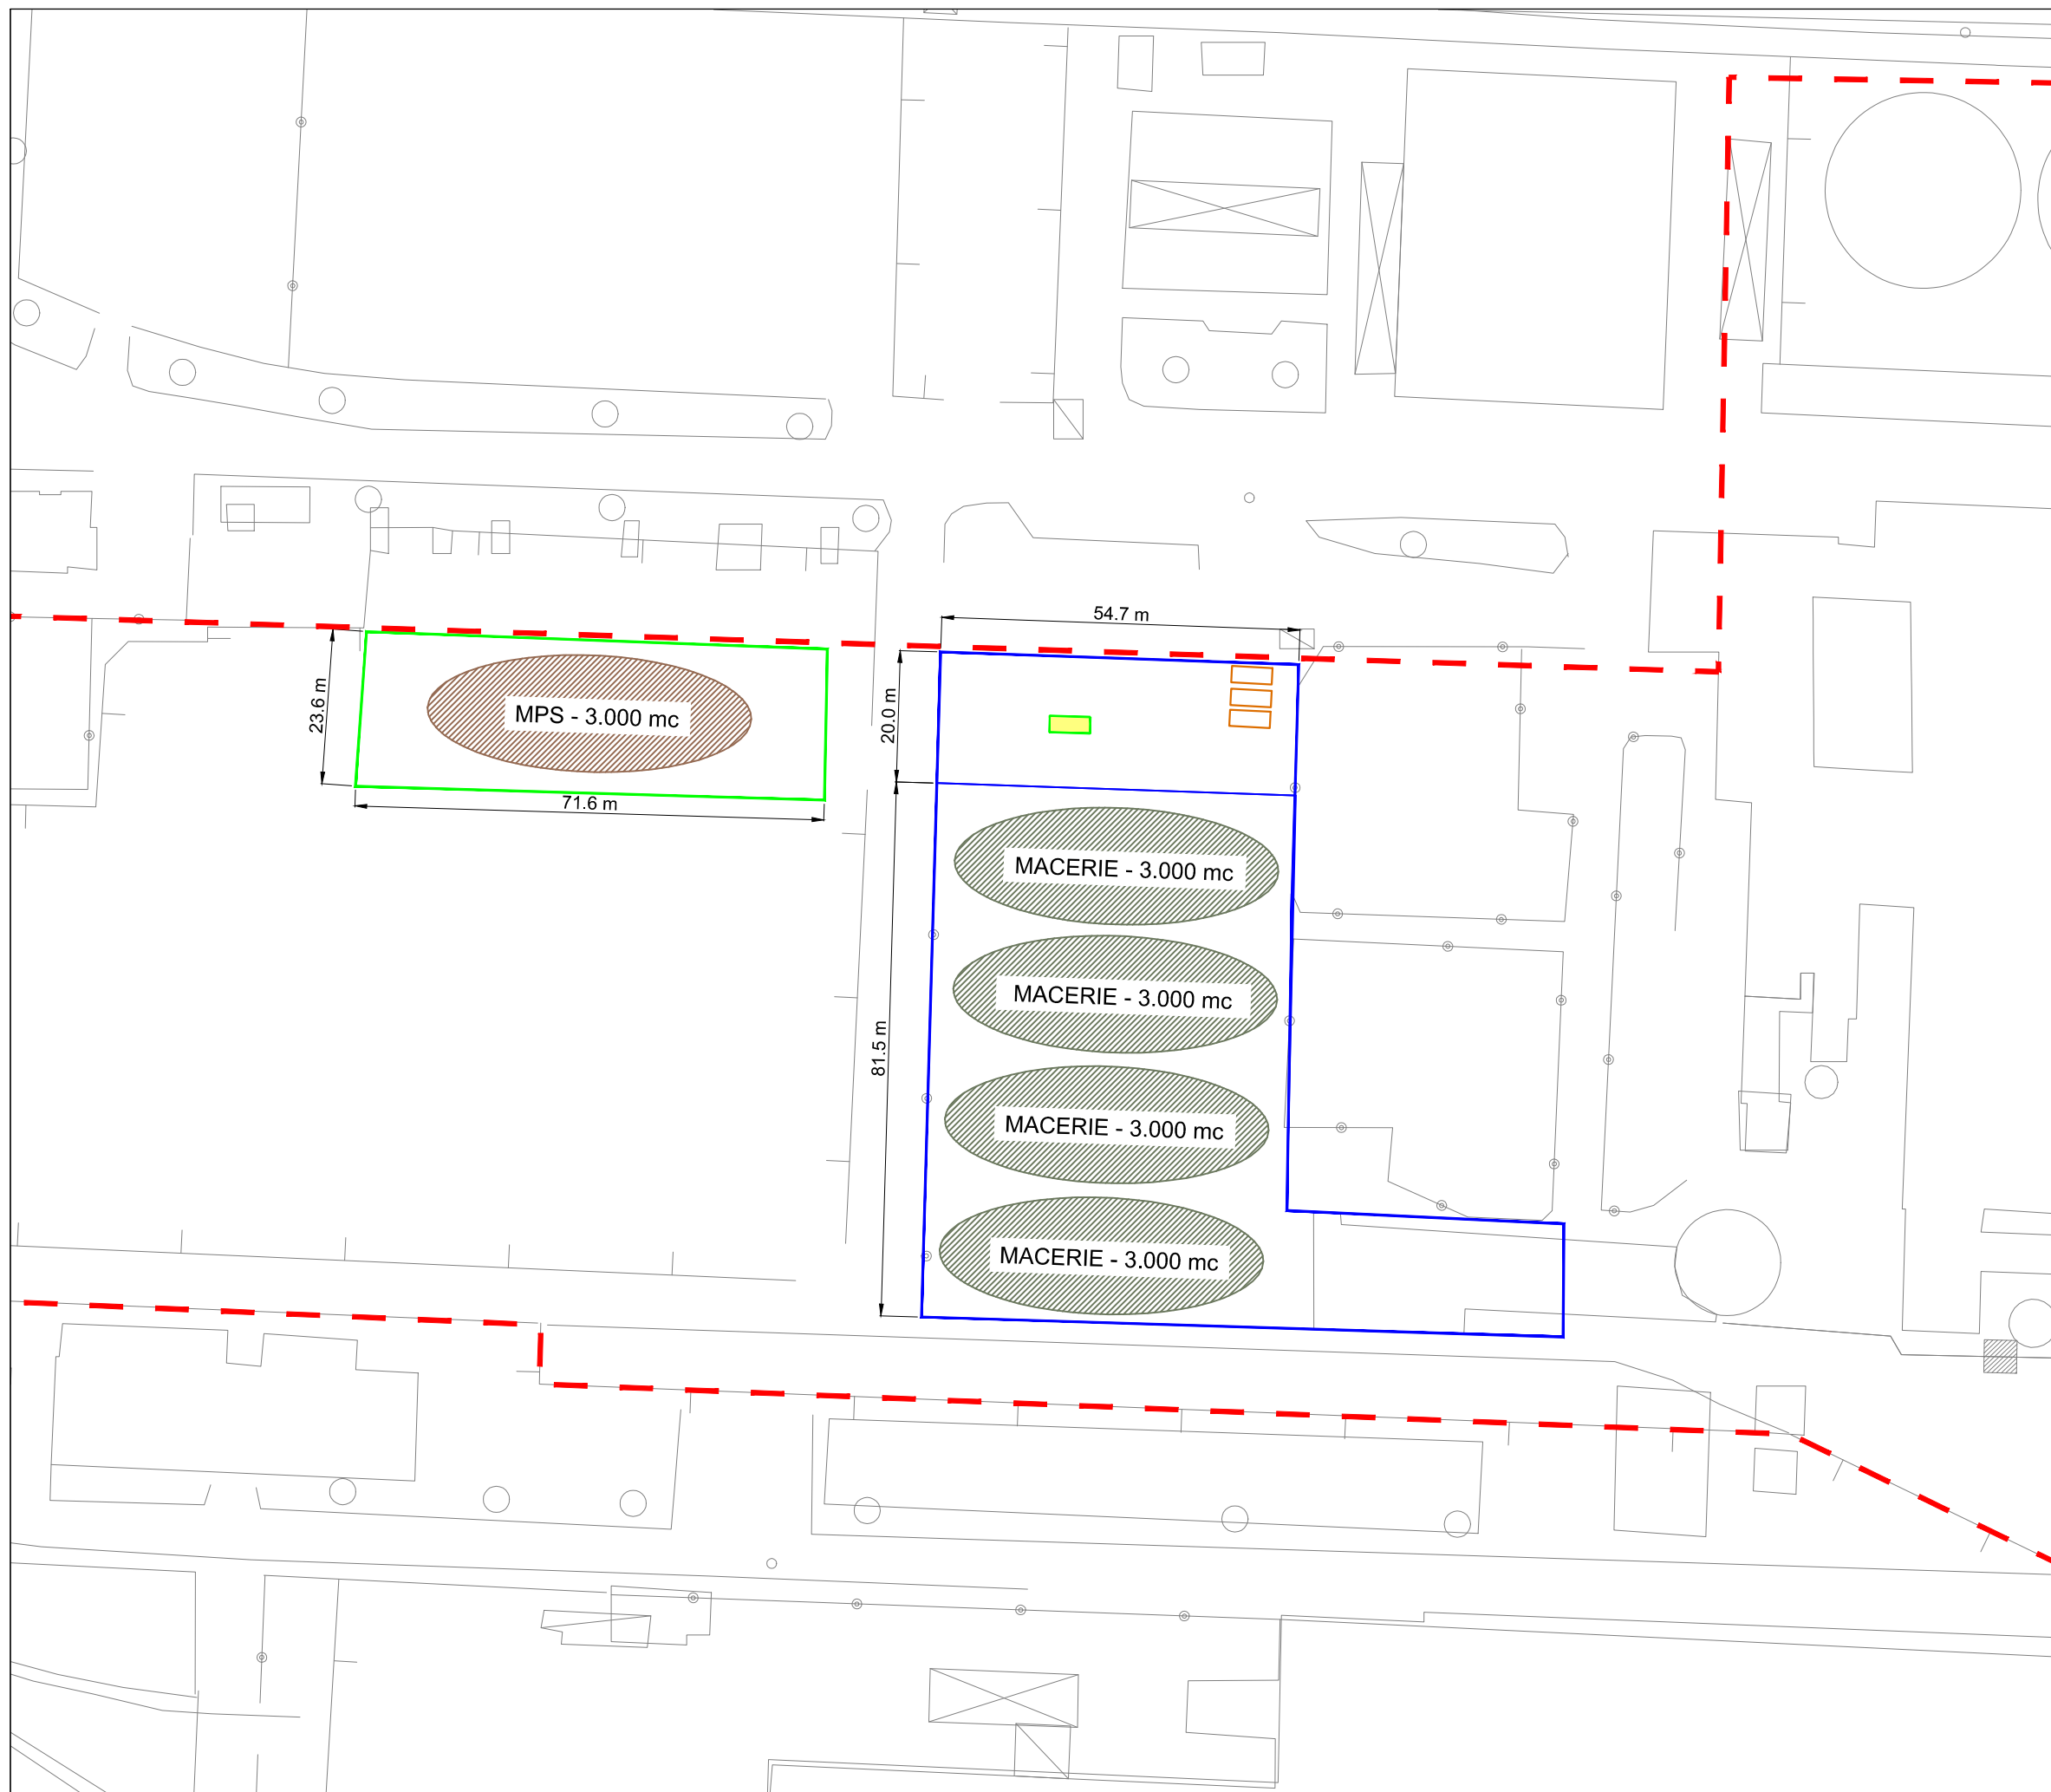 54.7 m
23.6 m
MPS - 3.000 mc
20.0 m
71.6 m
MACERIE - 3.000 mc
MACERIE - 3.000 mc
81.5 m
MACERIE - 3.000 mc
MACERIE - 3.000 mc